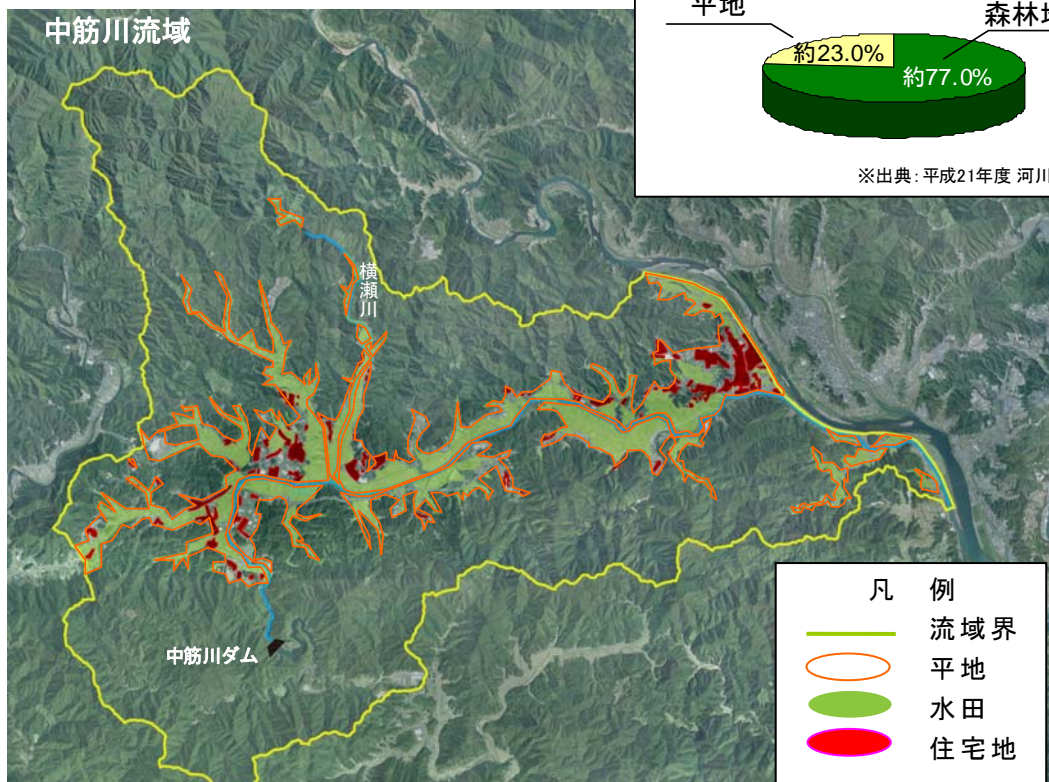 中筋川流域
平地
森林地
約23.0%
約77.0%
※出典：平成21年度 河川
横瀬川
中筋川ダム
凡 例
流域界
平地
水田
住宅地